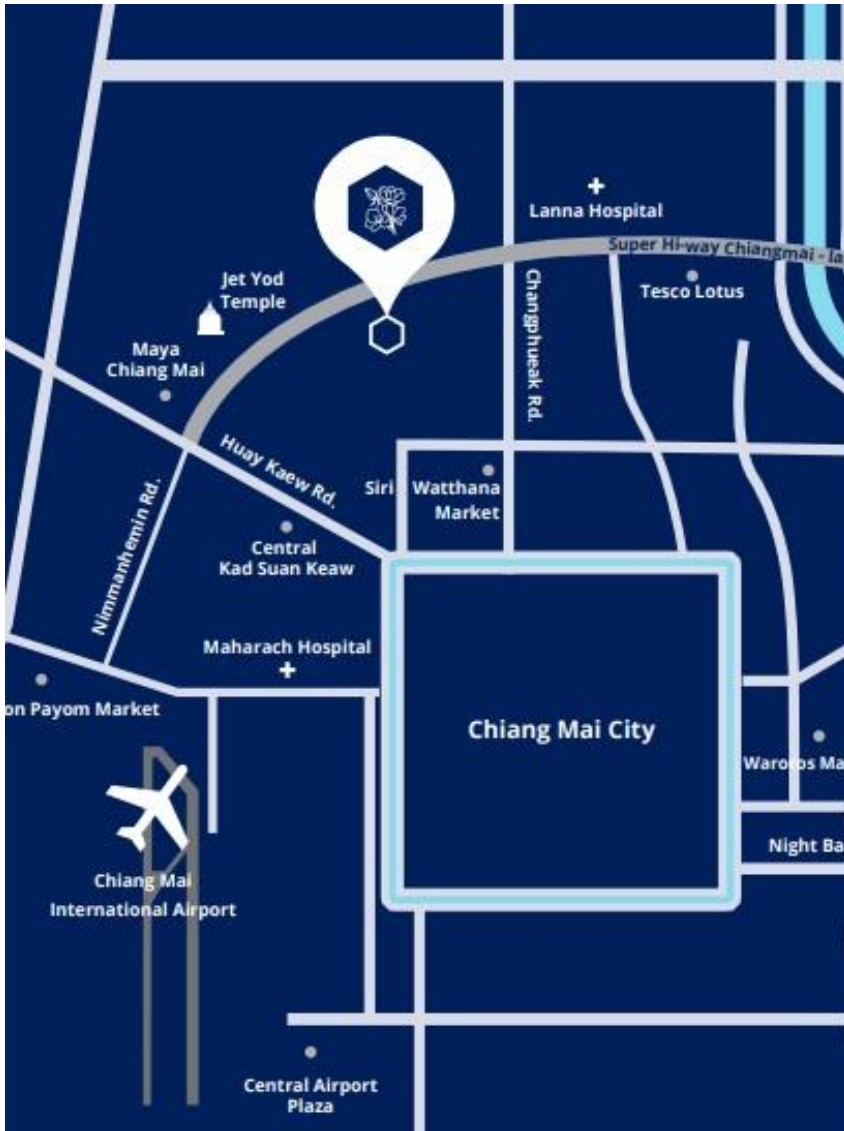 Lanna Hospital
Super Hi-way Chiangmai - la
Jet Yod
Temple
Tesco Lotus
Changphueak Rd.
Maya
Chiang Mai
Huay Kaew Rd.
Siri Watthana
Market
Nimmanhemin Rd.
Central
Kad Suan Keaw
Maharach Hospital
on Payom Market
Chiang Mai City
Waroros Ma
Night Ba
Chiang Mai
International Airport
Central Airport
Plaza